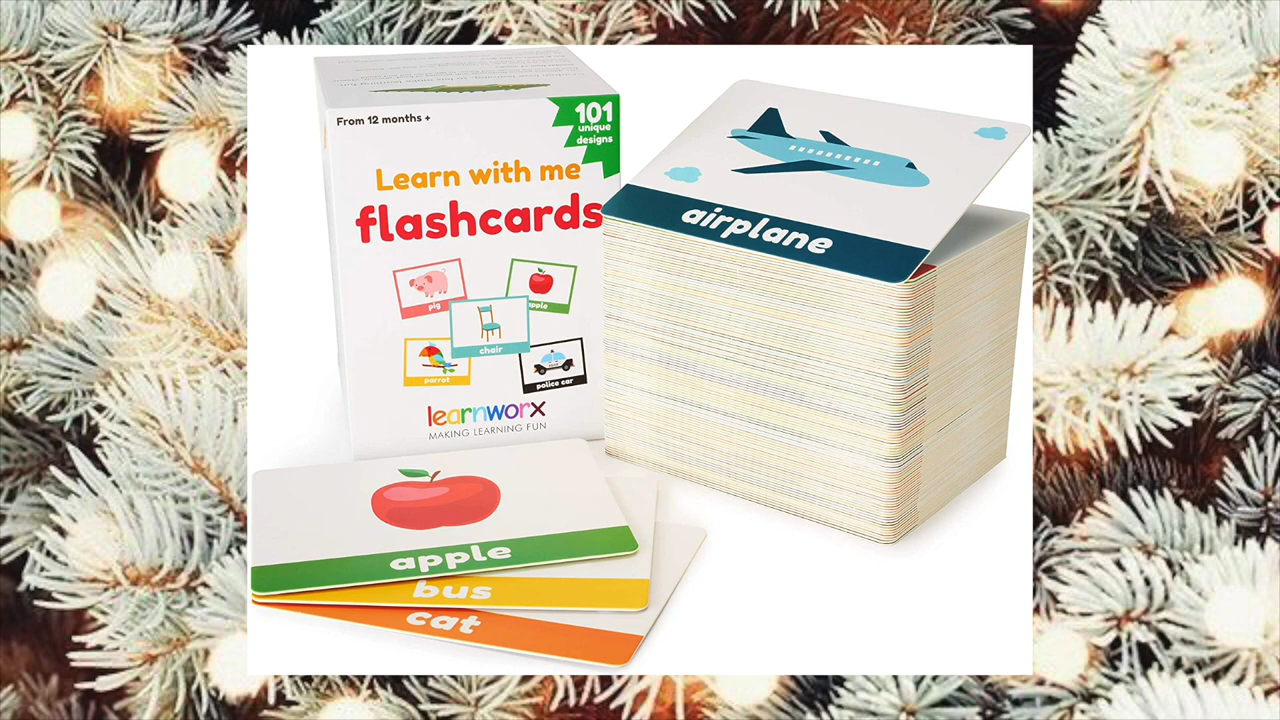 From 12 months +
101
unique
designs
Learn with me
flashcards
pig
apple
chair
parrot
police car
learnworx
MAKING LEARNING FUN
airplane
apple
bus
cat